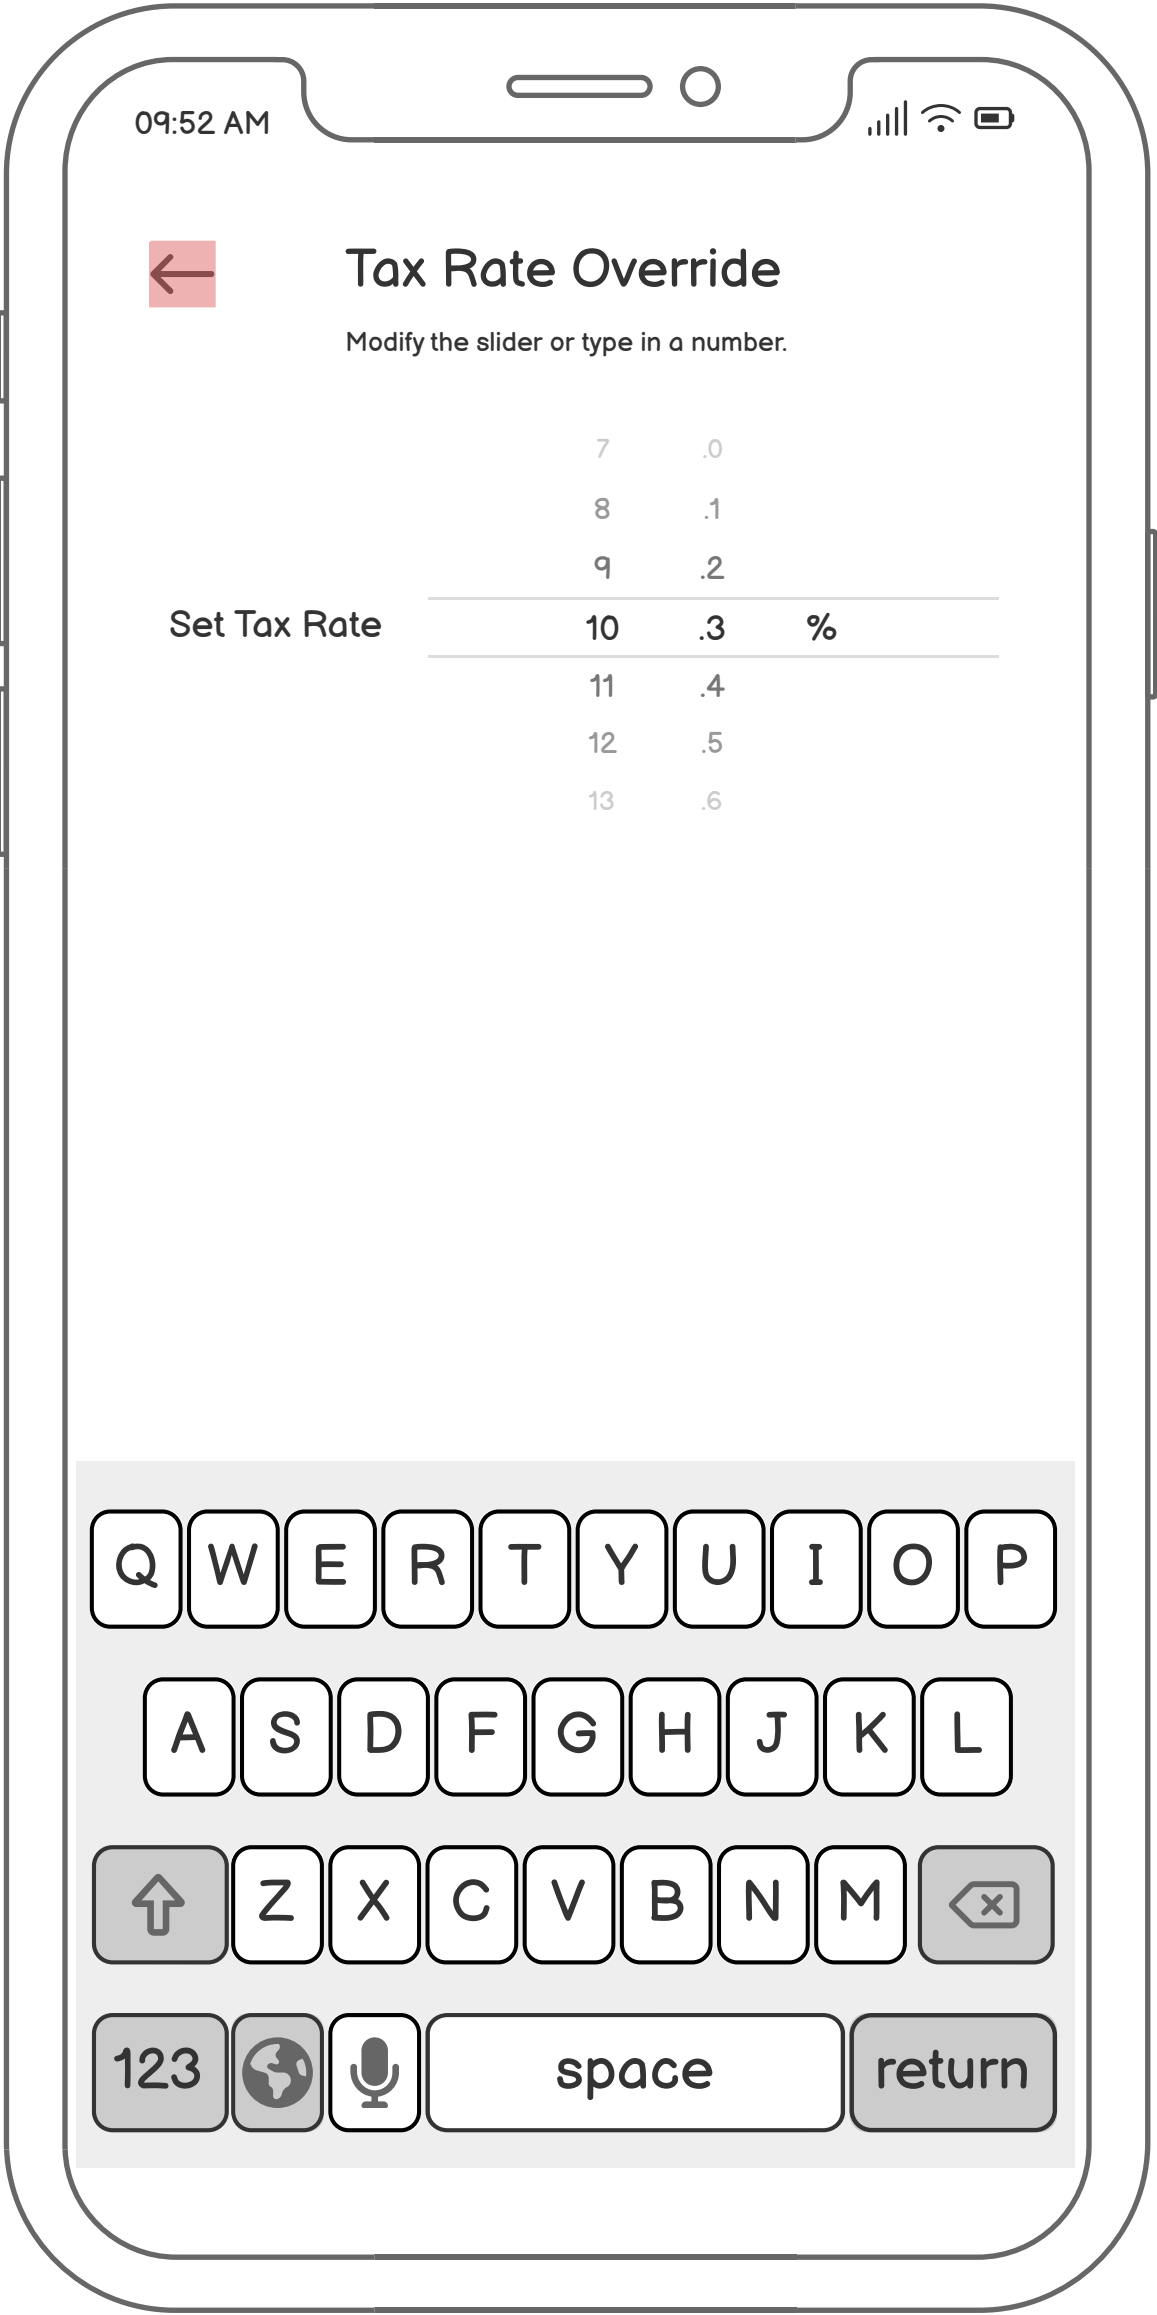 09:52 AM
Tax Rate Override
Modify the slider or type in a number.
7 .0
8 .1
9 .2
Set Tax Rate 10 .3 %
11 .4
12 .5
13 .6
Q W E R T Y U I O P
A S D F G H J K L
Z X C V B N M
123 space return